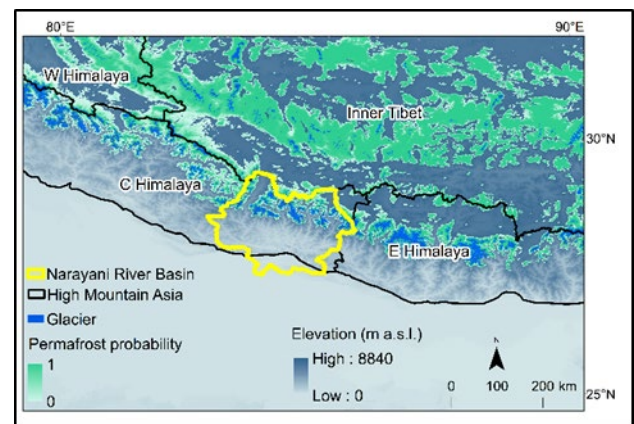 80°E
90°E
W Himalaya
Inner Tibet
30°N
C Himalaya
E Himalaya
Narayani River Basin
High Mountain Asia
Glacier
Permafrost probability
1
0
Elevation (m a.s.l.)
High : 8840
Low : 0
N
0 100 200 km
25°N